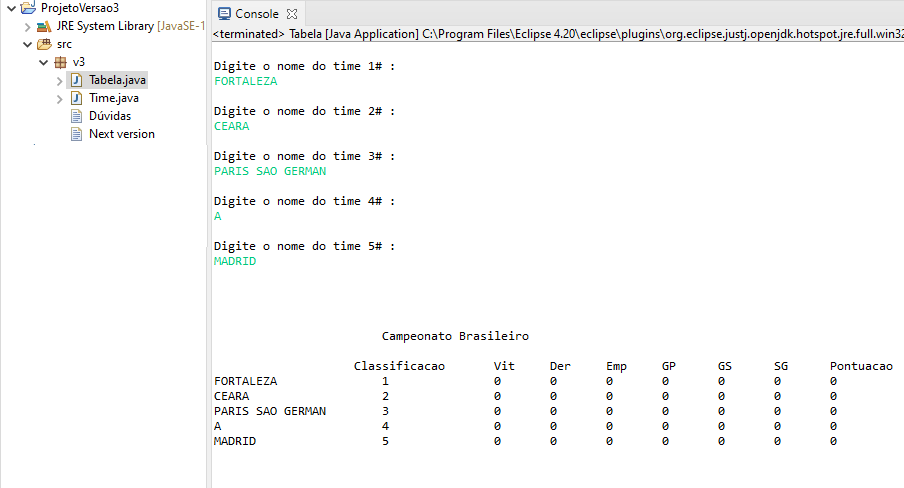 ProjetoVersao3
JRE System Library [JavaSE-1
src
v3
Tabela.java
Time.java
Dúvidas
Next version
Console
<terminated> Tabela [Java Application] C:\Program Files\Eclipse 4.20\eclipse\plugins\org.eclipse.justj.openjdk.hotspot.jre.full.win32
Digite o nome do time 1# :
FORTALEZA
Digite o nome do time 2# :
CEARA
Digite o nome do time 3# :
PARIS SAO GERMAN
Digite o nome do time 4# :
A
Digite o nome do time 5# :
MADRID
Campeonato Brasileiro
Classificacao Vit Der Emp GP GS SG Pontuacao
FORTALEZA 1 0 0 0 0 0 0 0
CEARA 2 0 0 0 0 0 0 0
PARIS SAO GERMAN 3 0 0 0 0 0 0 0
A 4 0 0 0 0 0 0 0
MADRID 5 0 0 0 0 0 0 0